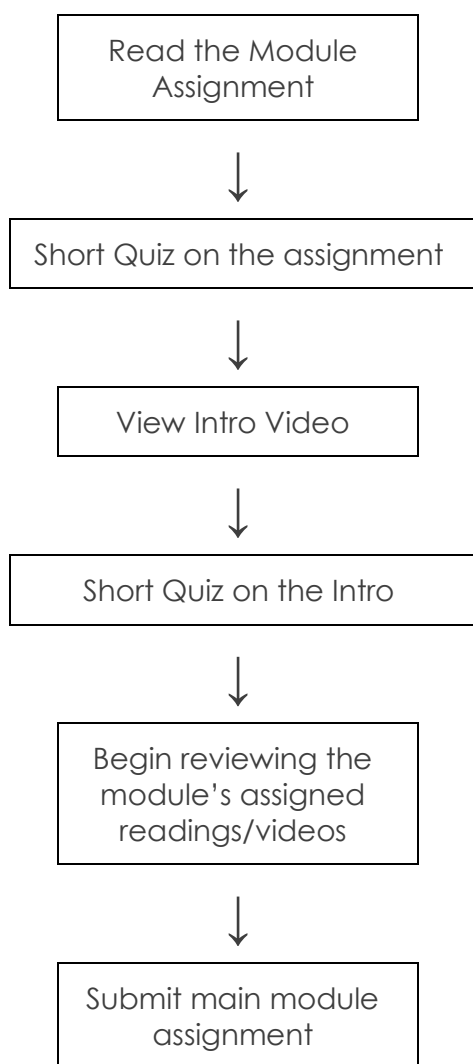 Read the Module
Assignment
Short Quiz on the assignment
View Intro Video
Short Quiz on the Intro
Begin reviewing the
module’s assigned
readings/videos
Submit main module
assignment